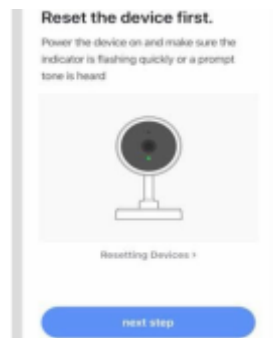 Reset the device first.
Power the device on and make sure the
indicator is flashing quickly or a prompt
tone is heard
Resetting Devices >
next step